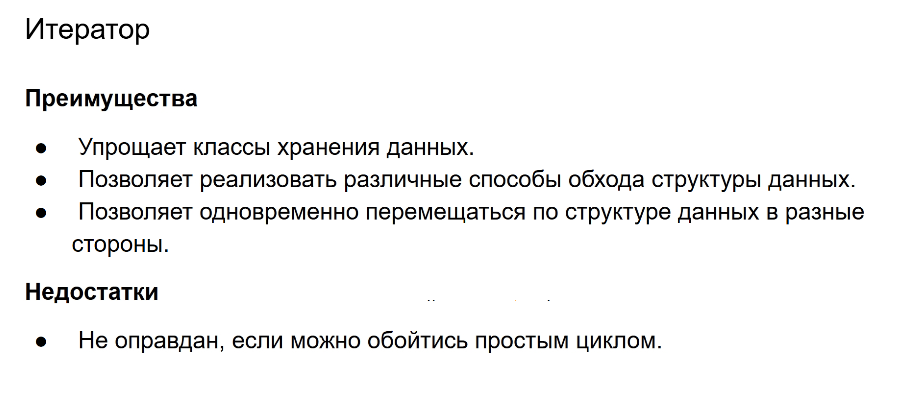 Итератор
Преимущества
● Упрощает классы хранения данных.
● Позволяет реализовать различные способы обхода структуры данных.
● Позволяет одновременно перемещаться по структуре данных в разные
стороны.
Недостатки
● Не оправдан, если можно обойтись простым циклом.